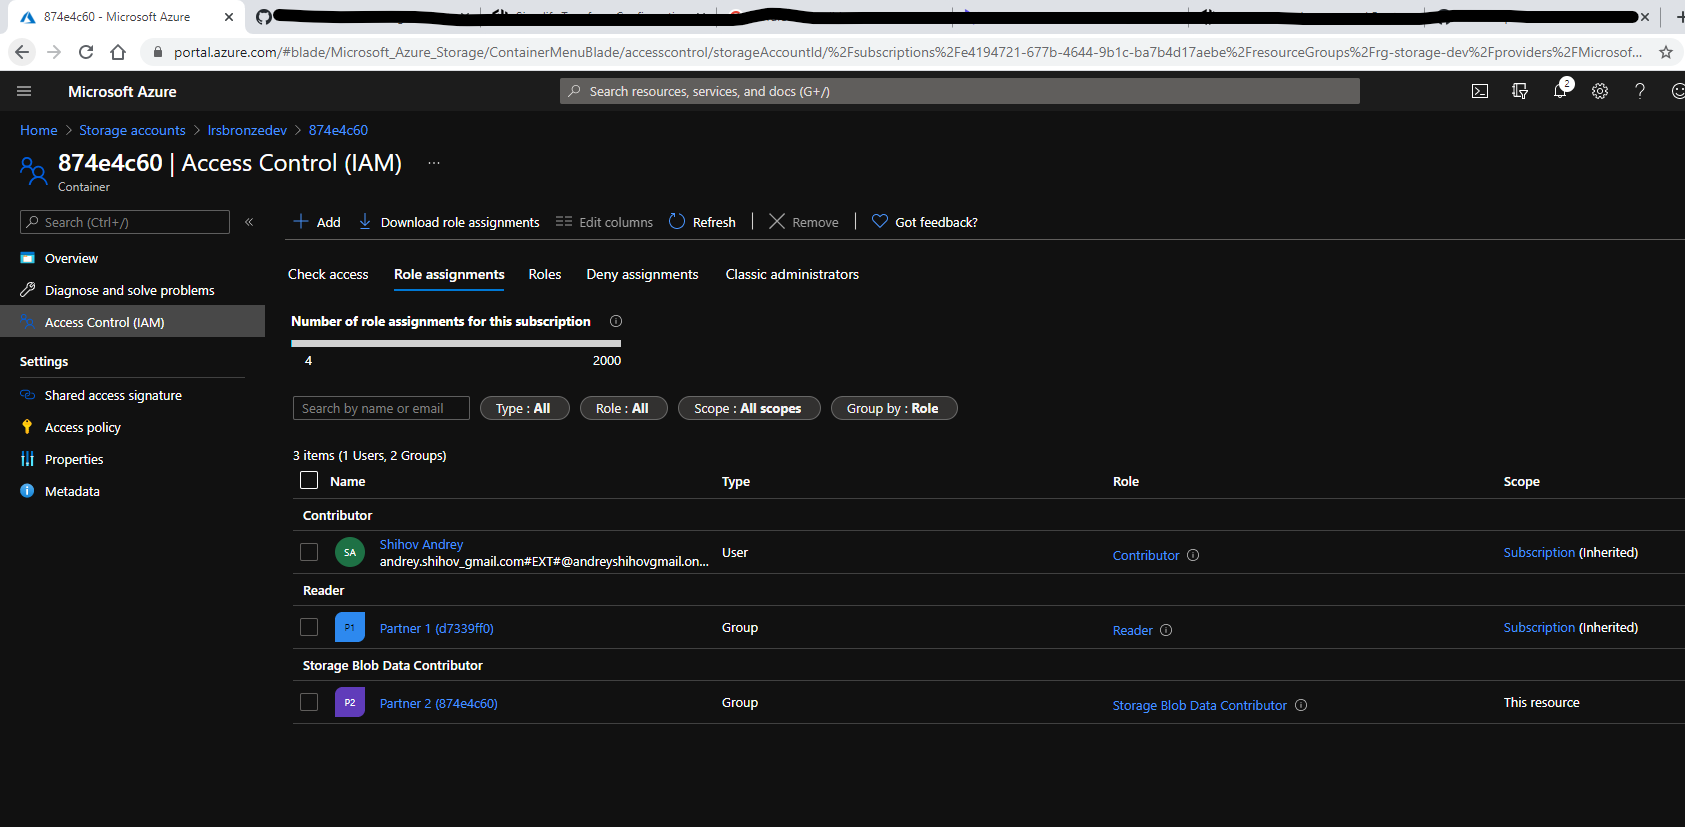 874e4c60 - Microsoft Azure
portal.azure.com/#blade/Microsoft_Azure_Storage/ContainerMenuBlade/accesscontrol/storageAccountId/%2Fsubscriptions%2Fe4194721-677b-4644-9b1c-ba7b4d17aebe%2FresourceGroups%2Frg-storage-dev%2Fproviders%2FMicrosof...
Microsoft Azure
Search resources, services, and docs (G+/)
2
Home > Storage accounts > lrsbronzedev > 874e4c60
874e4c60 | Access Control (IAM) ...
Container
Search (Ctrl+/)
«
Add
Download role assignments
Edit columns
Refresh
Remove
Got feedback?
Overview
Diagnose and solve problems
Access Control (IAM)
Settings
Shared access signature
Access policy
Properties
Metadata
Check access
Role assignments
Roles
Deny assignments
Classic administrators
Number of role assignments for this subscription
4 2000
Search by name or email
Type : All
Role : All
Scope : All scopes
Group by : Role
3 items (1 Users, 2 Groups)
Name Type Role Scope
Contributor
SA Shihov Andrey
andrey.shihov_gmail.com#EXT#@andreyshihovgmail.on...
User Contributor Subscription (Inherited)
Reader
P1 Partner 1 (d7339ff0) Group Reader Subscription (Inherited)
Storage Blob Data Contributor
P2 Partner 2 (874e4c60) Group Storage Blob Data Contributor This resource